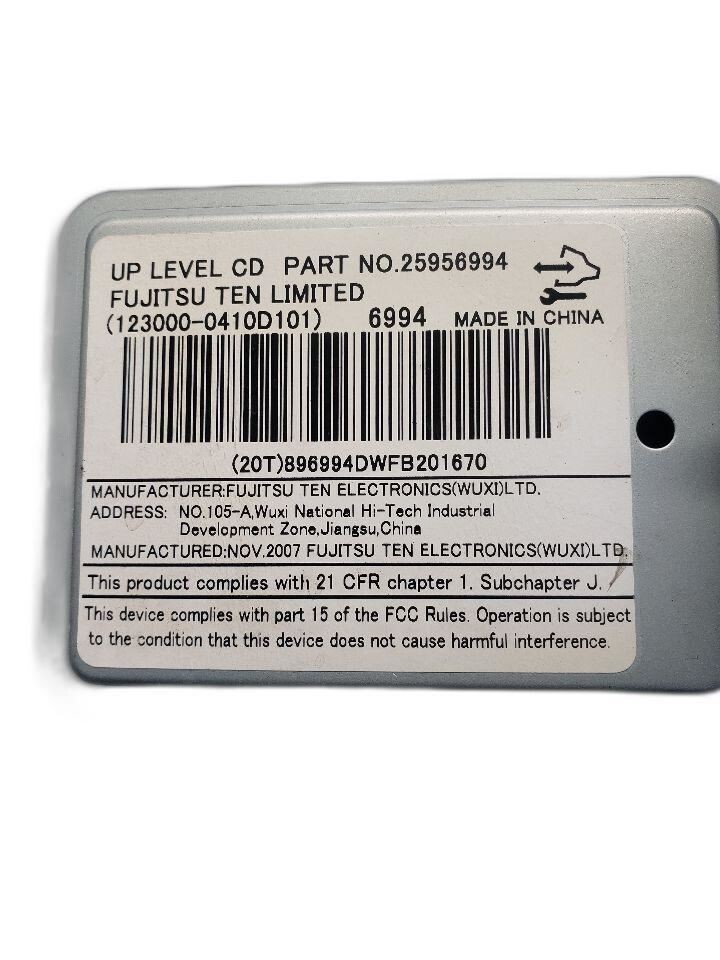 UP LEVEL CD PART NO.25956994
FUJITSU TEN LIMITED
(123000-0410D101) 6994 MADE IN CHINA
(20T)896994DWFB201670
MANUFACTURER:FUJITSU TEN ELECTRONICS(WUXI)LTD.
ADDRESS: NO.105-A,Wuxi National Hi-Tech Industrial
Development Zone,Jiangsu,China
MANUFACTURED:NOV.2007 FUJITSU TEN ELECTRONICS(WUXI)LTD.
This product complies with 21 CFR chapter 1. Subchapter J.
This device complies with part 15 of the FCC Rules. Operation is subject
to the condition that this device does not cause harmful interference.